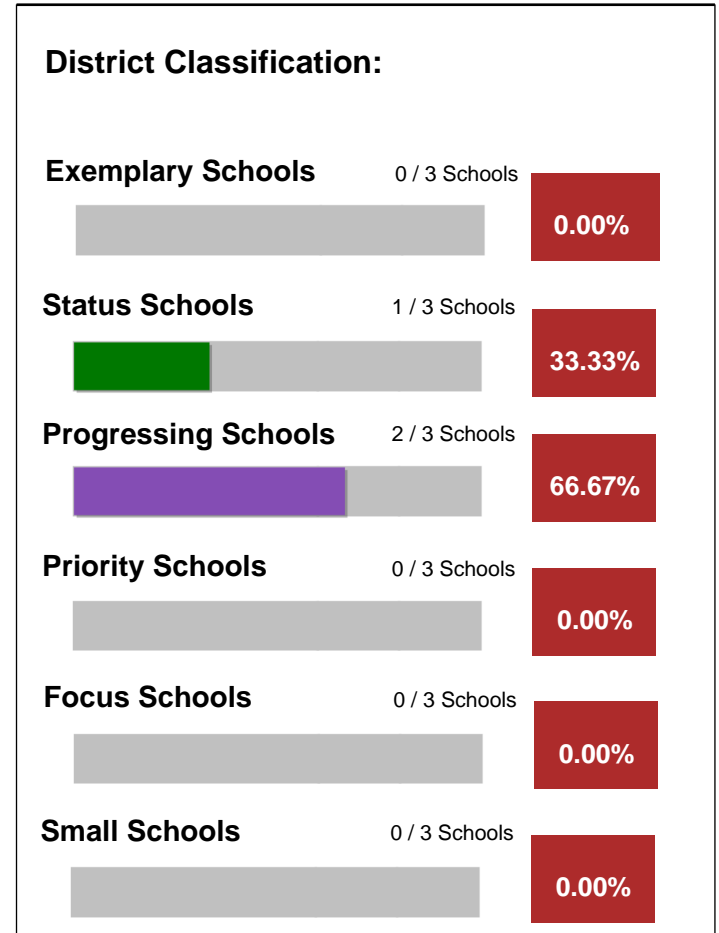 District Classification:
Exemplary Schools 0 / 3 Schools
0.00%
Status Schools 1 / 3 Schools
33.33%
Progressing Schools 2 / 3 Schools
66.67%
Priority Schools 0 / 3 Schools
0.00%
Focus Schools 0 / 3 Schools
0.00%
Small Schools 0 / 3 Schools
0.00%